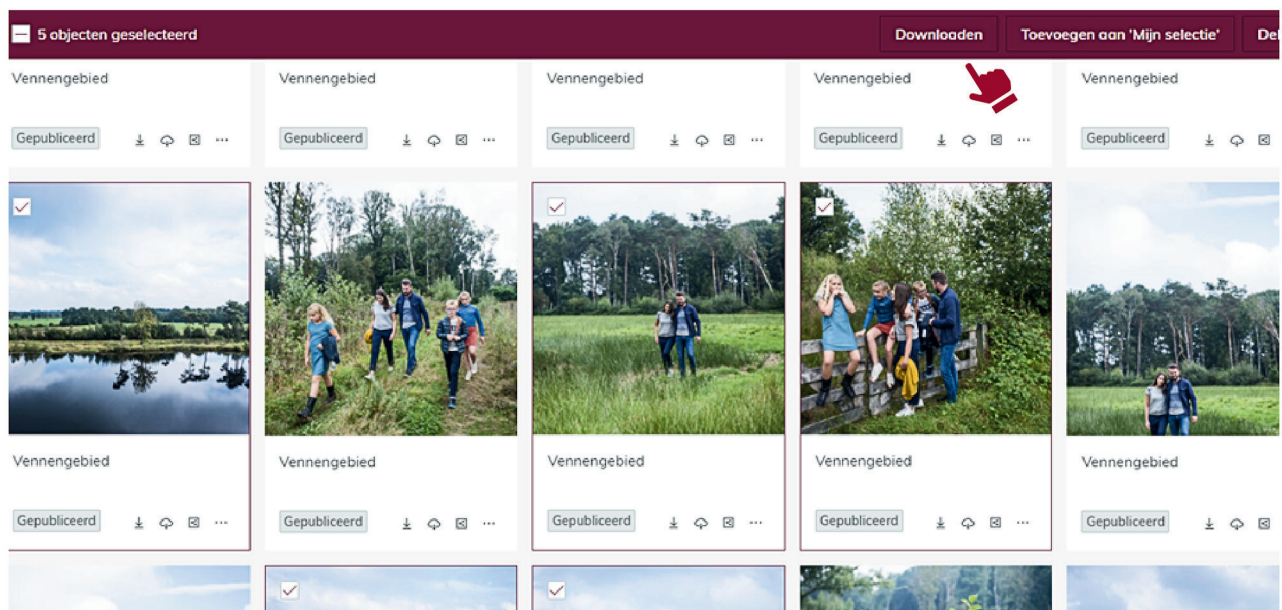 5 objecten geselecteerd Downloaden Toevoegen aan 'Mijn selectie'
Vennengebied Vennengebied Vennengebied Vennengebied Vennengebied
Gepubliceerd Gepubliceerd Gepubliceerd Gepubliceerd Gepubliceerd
Vennengebied Vennengebied Vennengebied Vennengebied Vennengebied
Gepubliceerd Gepubliceerd Gepubliceerd Gepubliceerd Gepubliceerd